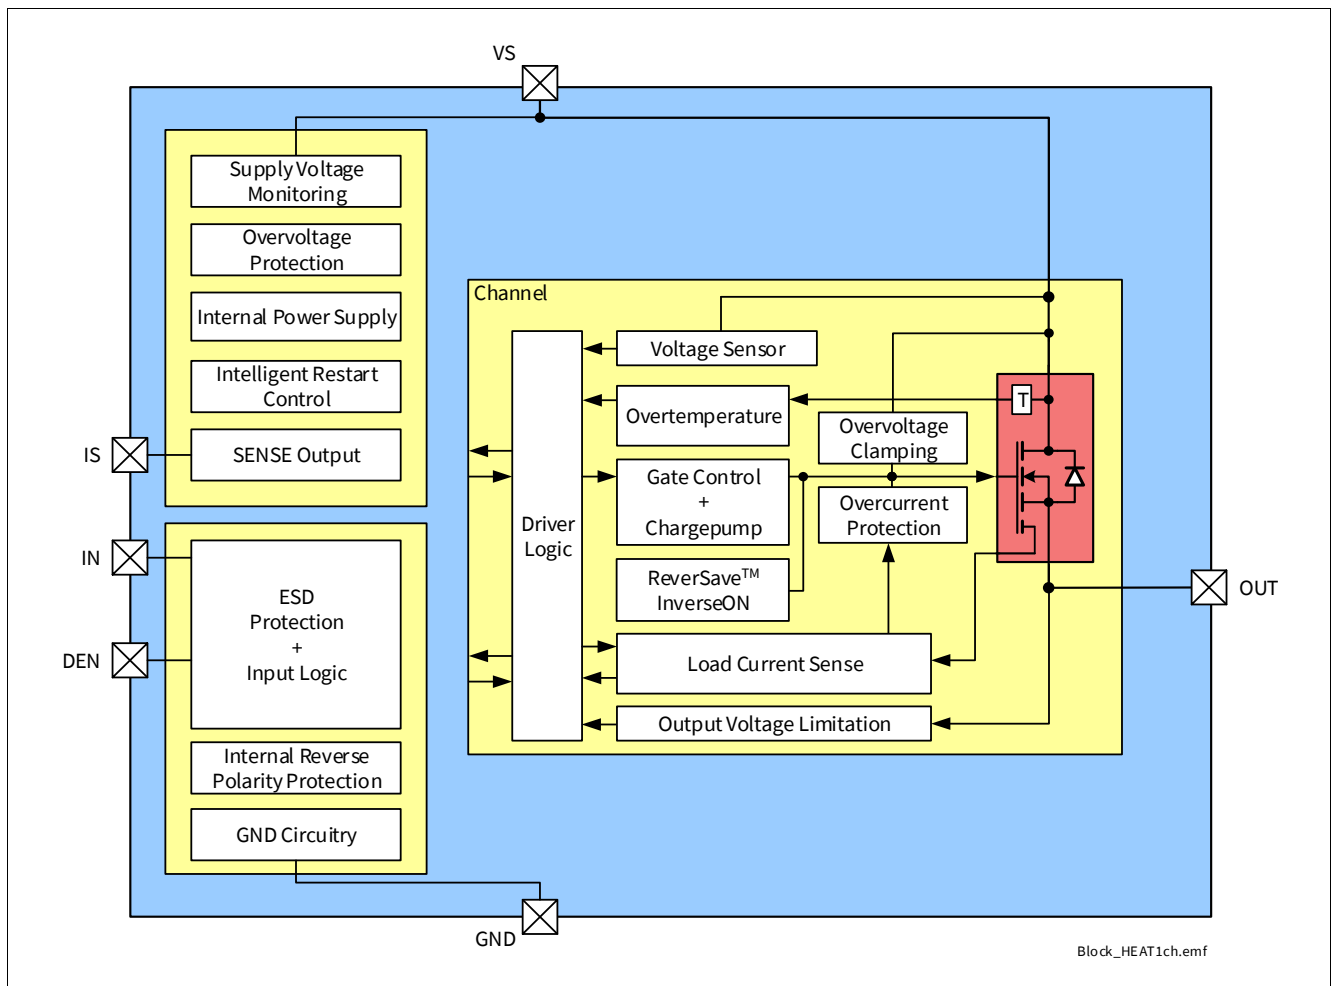 VS
Supply Voltage
Monitoring
Overvoltage
Protection
Internal Power Supply
Intelligent Restart
Control
SENSE Output
IS
IN
DEN
ESD
Protection
+
Input Logic
Internal Reverse
Polarity Protection
GND Circuitry
GND
Channel
Driver
Logic
Voltage Sensor
Overtemperature
T
Overvoltage
Clamping
Gate Control
+
Chargepump
Overcurrent
Protection
ReverSave™
InverseON
Load Current Sense
Output Voltage Limitation
OUT
Block_HEAT1ch.emf